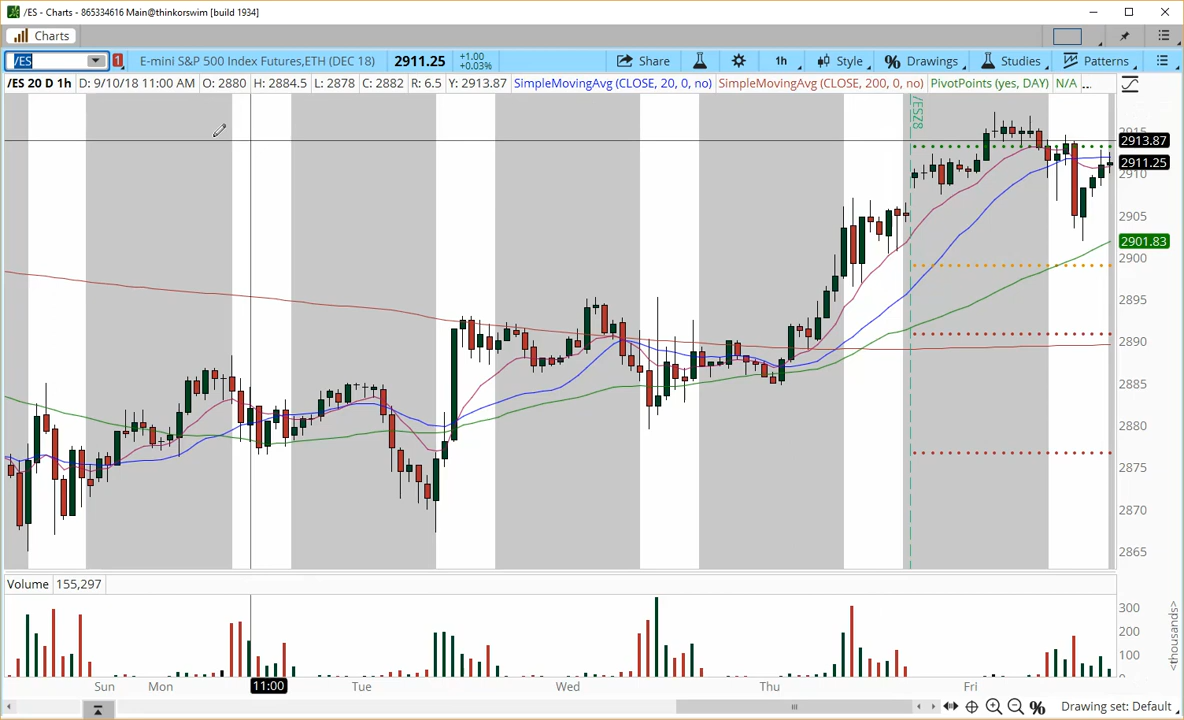 /ES - Charts - 865334616 Main@thinkorswim [build 1934]
Charts
/ES 1 E-mini S&P 500 Index Futures,ETH (DEC 18) 2911.25 +1.00 +0.03% Share 1h Style % Drawings Studies Patterns
/ES 20 D 1h D: 9/10/18 11:00 AM O: 2880 H: 2884.5 L: 2878 C: 2882 R: 6.5 Y: 2913.87 SimpleMovingAvg (CLOSE, 20, 0, no) SimpleMovingAvg (CLOSE, 200, 0, no) PivotPoints (yes, DAY) N/A ...
/ESZ8
2915
2913.87
2911.25
2910
2905
2901.83
2900
2895
2890
2885
2880
2875
2870
2865
Volume 155,297
300
200
100
<thousands>
Sun Mon 11:00 Tue Wed Thu Fri
% Drawing set: Default